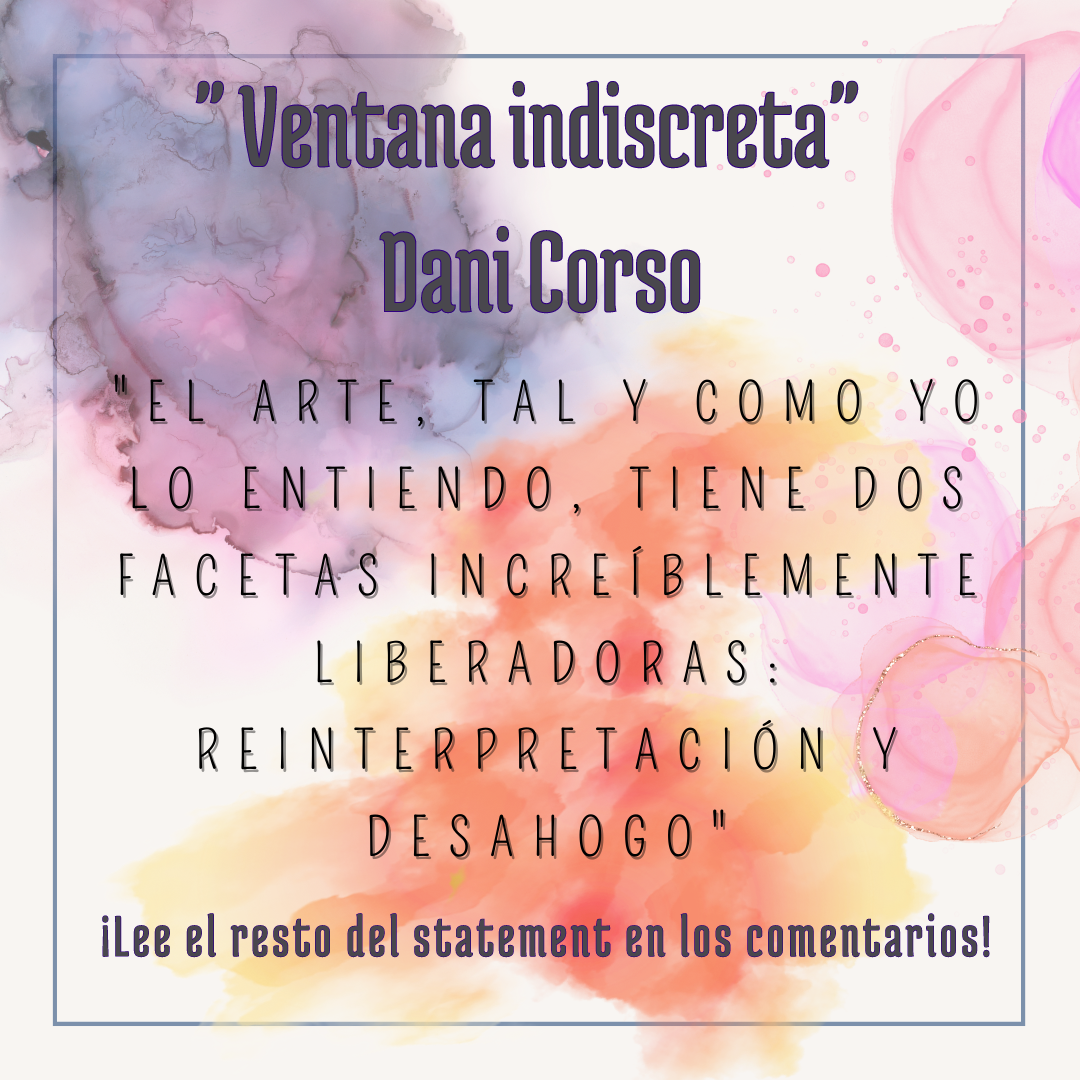 "Ventana indiscreta"
Dani Corso
"EL ARTE, TAL Y COMO YO
LO ENTIENDO, TIENE DOS
FACETAS INCREÍBLEMENTE
LIBERADORAS:
REINTERPRETACIÓN Y
DESAHOGO"
¡Lee el resto del statement en los comentarios!